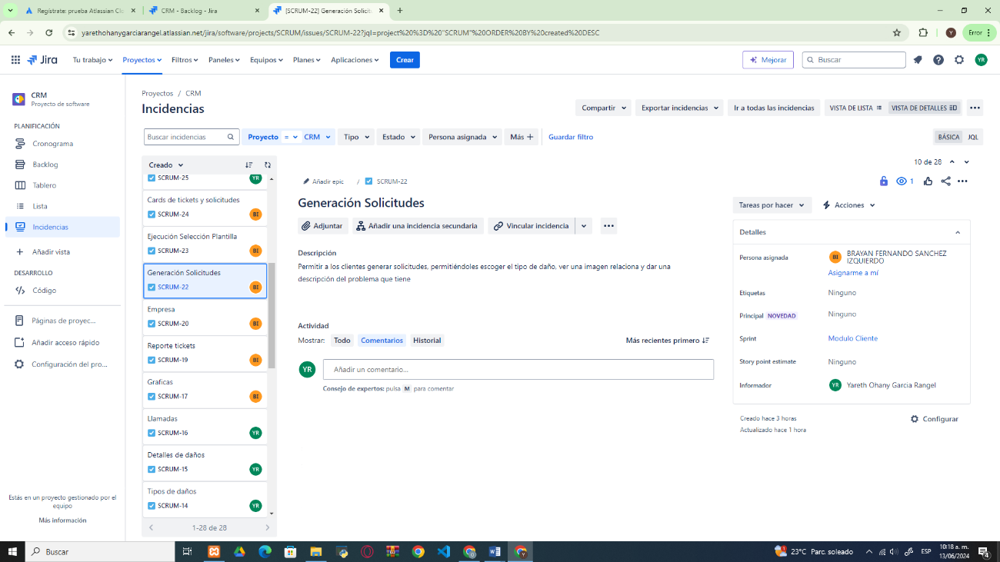 Regístrate: prueba Atlassian Clo
CRM - Backlog - Jira
[SCRUM-22] Generación Solicitu
yarethohanygarciarangel.atlassian.net/jira/software/projects/SCRUM/issues/SCRUM-22?jql=project%20%3D%20"SCRUM"%20ORDER%20BY%20created%20DESC
Y
Error
Jira
Tu trabajo
Proyectos
Filtros
Paneles
Equipos
Planes
Aplicaciones
Crear
Mejorar
Buscar
YR
CRM
Proyecto de software
PLANIFICACIÓN
Cronograma
Backlog
Tablero
Lista
Incidencias
Añadir vista
DESARROLLO
Código
Páginas de proyec...
Añadir acceso rápido
Configuración del pro...
Estás en un proyecto gestionado por el
equipo
Más información
Proyectos / CRM
Incidencias
Compartir
Exportar incidencias
Ir a todas las incidencias
VISTA DE LISTA
VISTA DE DETALLES
Buscar incidencias
Proyecto = CRM
Tipo
Estado
Persona asignada
Más +
Guardar filtro
BÁSICA
JQL
Creado
SCRUM-25 YR
Cards de tickets y solicitudes
SCRUM-24 BI
Ejecución Selección Plantilla
SCRUM-23 BI
Generación Solicitudes
SCRUM-22 BI
Empresa
SCRUM-20 BI
Reporte tickets
SCRUM-19 BI
Graficas
SCRUM-17 BI
Llamadas
SCRUM-16 YR
Detalles de daños
SCRUM-15 YR
Tipos de daños
SCRUM-14 YR
1-28 de 28
10 de 28
Añadir epic / SCRUM-22
1
Generación Solicitudes
Adjuntar
Añadir una incidencia secundaria
Vincular incidencia
Descripción
Permitir a los clientes generar solicitudes, permitiéndoles escoger el tipo de daño, ver una imagen relaciona y dar una
descripción del problema que tiene
Actividad
Mostrar: Todo Comentarios Historial
Más recientes primero
YR
Añadir un comentario...
Consejo de expertos: pulsa M para comentar
Tareas por hacer
Acciones
Detalles
Persona asignada
BI
BRAYAN FERNANDO SANCHEZ
IZQUIERDO
Asignarme a mí
Etiquetas
Ninguno
Principal NOVEDAD
Ninguno
Sprint
Modulo Cliente
Story point estimate
Ninguno
Informador
YR Yareth Ohany Garcia Rangel
Creado hace 3 horas
Actualizado hace 1 hora
Configurar
Buscar
23°C Parc. soleado
ESP
10:18 a. m.
13/06/2024
4